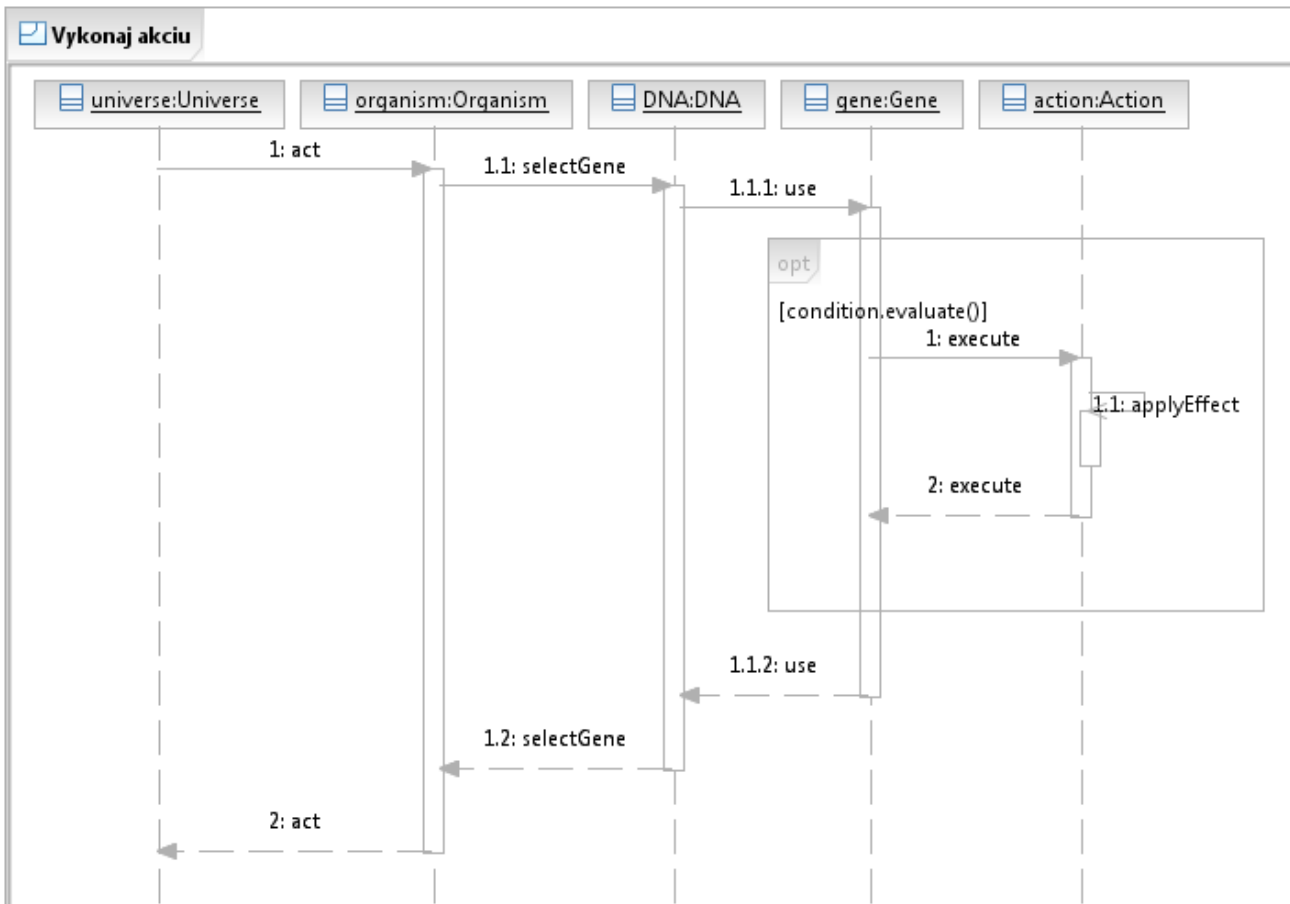 Vykonaj akciu
universe:Universe
organism:Organism
DNA:DNA
gene:Gene
action:Action
1: act
1.1: selectGene
1.1.1: use
opt
[condition.evaluate()]
1: execute
1.1: applyEffect
2: execute
1.1.2: use
1.2: selectGene
2: act